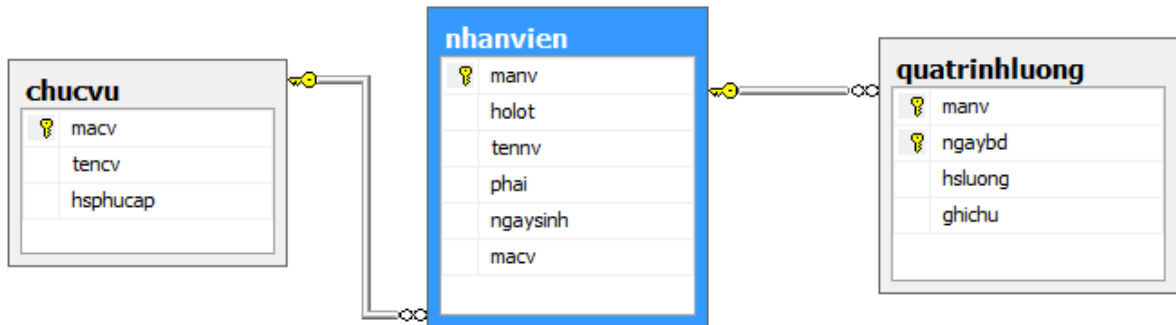 chucvu
macv
tencv
hsphucap
nhanvien
manv
holot
tennv
phai
ngaysinh
macv
quatrinhluong
manv
ngaybd
hsluong
ghichu